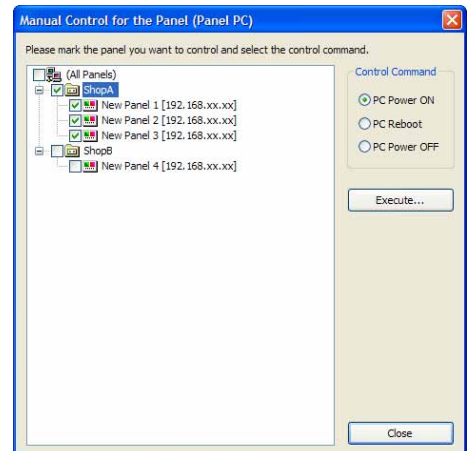 Manual Control for the Panel (Panel PC)
Please mark the panel you want to control and select the control command.
(All Panels)
ShopA
New Panel 1 [192.168.xx.xx]
New Panel 2 [192.168.xx.xx]
New Panel 3 [192.168.xx.xx]
ShopB
New Panel 4 [192.168.xx.xx]
Control Command
PC Power ON
PC Reboot
PC Power OFF
Execute...
Close